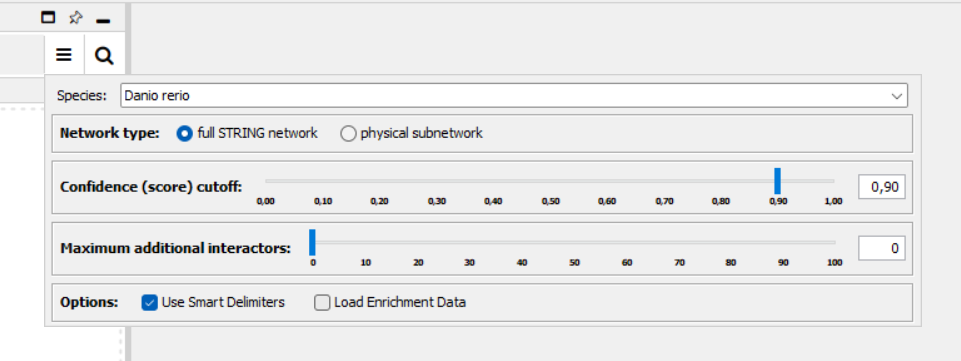 Species: Danio rerio
Network type: full STRING network physical subnetwork
Confidence (score) cutoff: 0,90
0,00 0,10 0,20 0,30 0,40 0,50 0,60 0,70 0,80 0,90 1,00
Maximum additional interactors: 0
0 10 20 30 40 50 60 70 80 90 100
Options: Use Smart Delimiters Load Enrichment Data